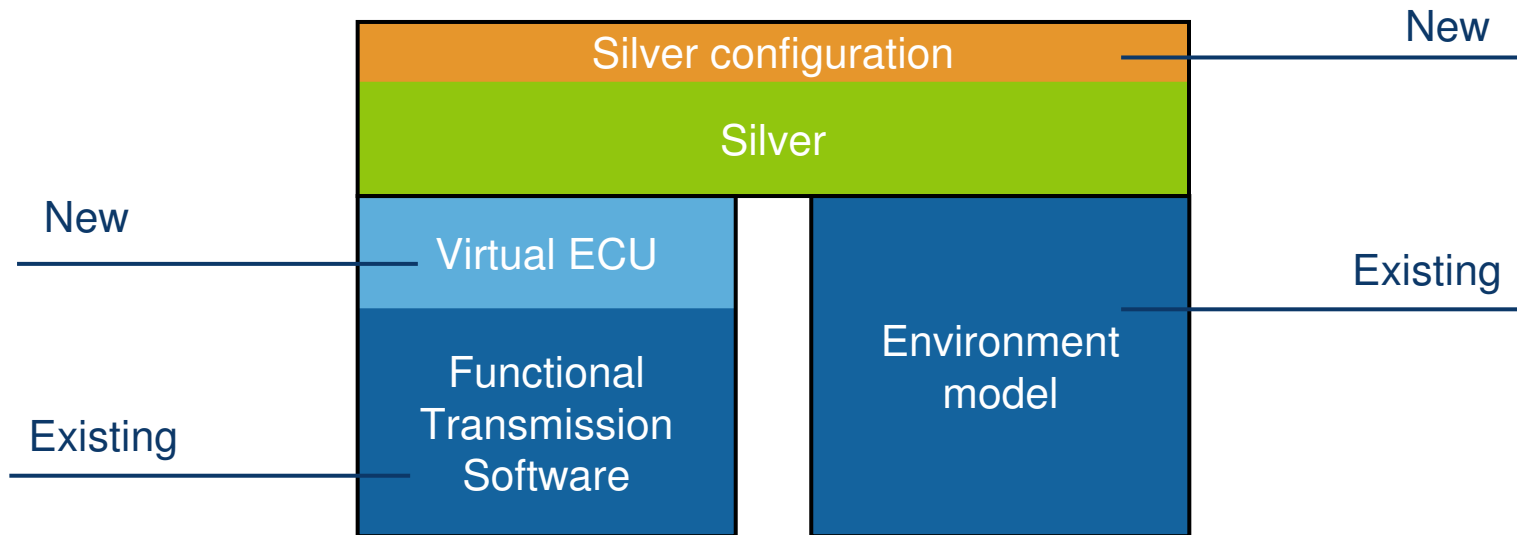 New
Silver configuration
Silver
New
Virtual ECU
Existing
Environment
model
Functional
Transmission
Software
Existing